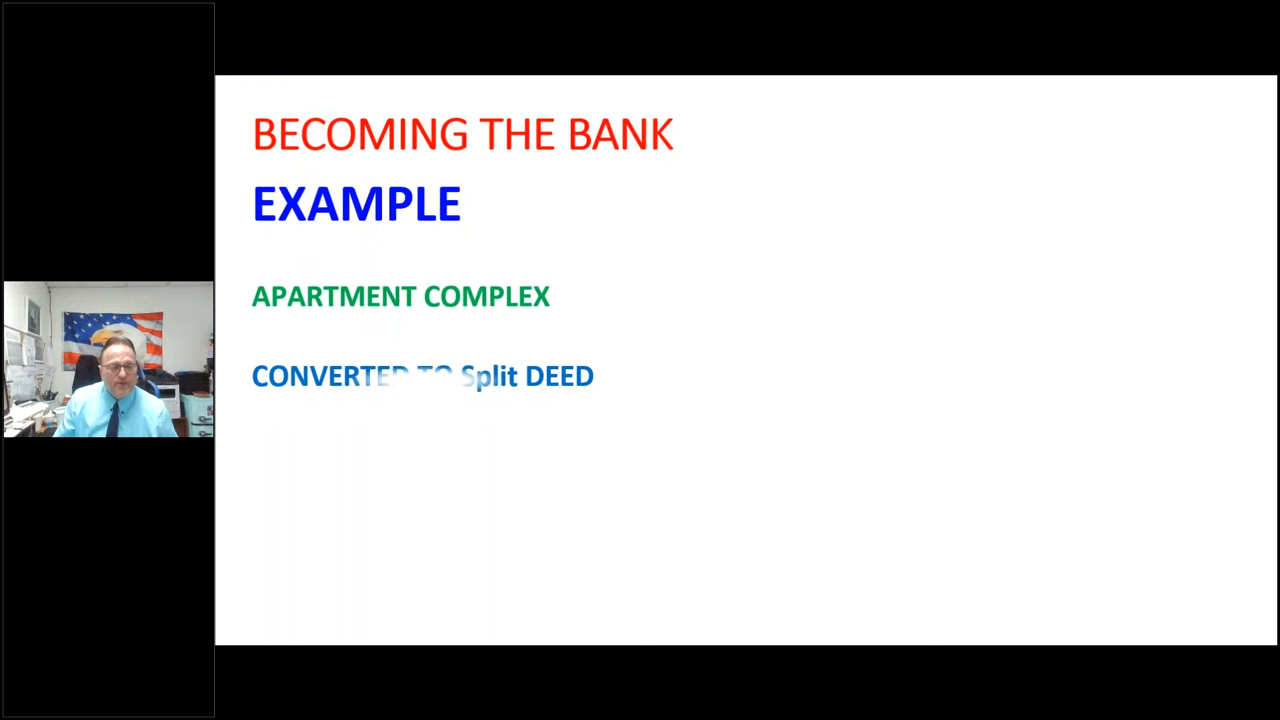 BECOMING THE BANK
EXAMPLE
APARTMENT COMPLEX
CONVERTED TO Split DEED